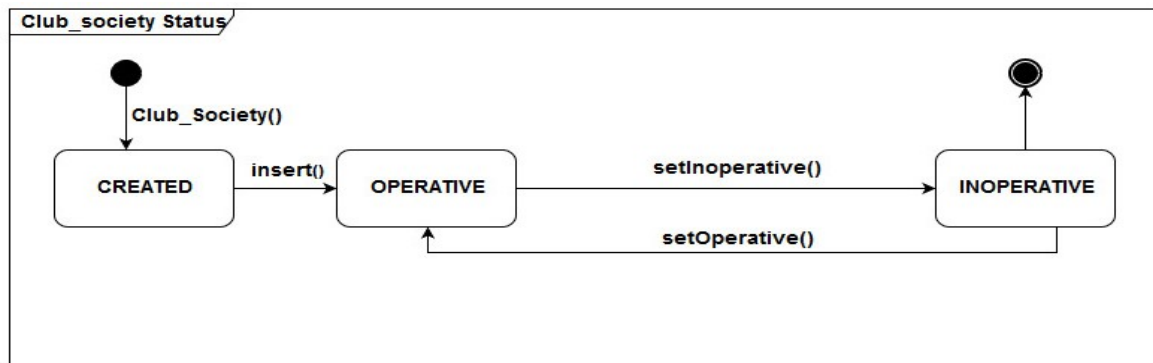 Club_society Status
Club_Society()
CREATED
insert()
OPERATIVE
setInoperative()
INOPERATIVE
setOperative()